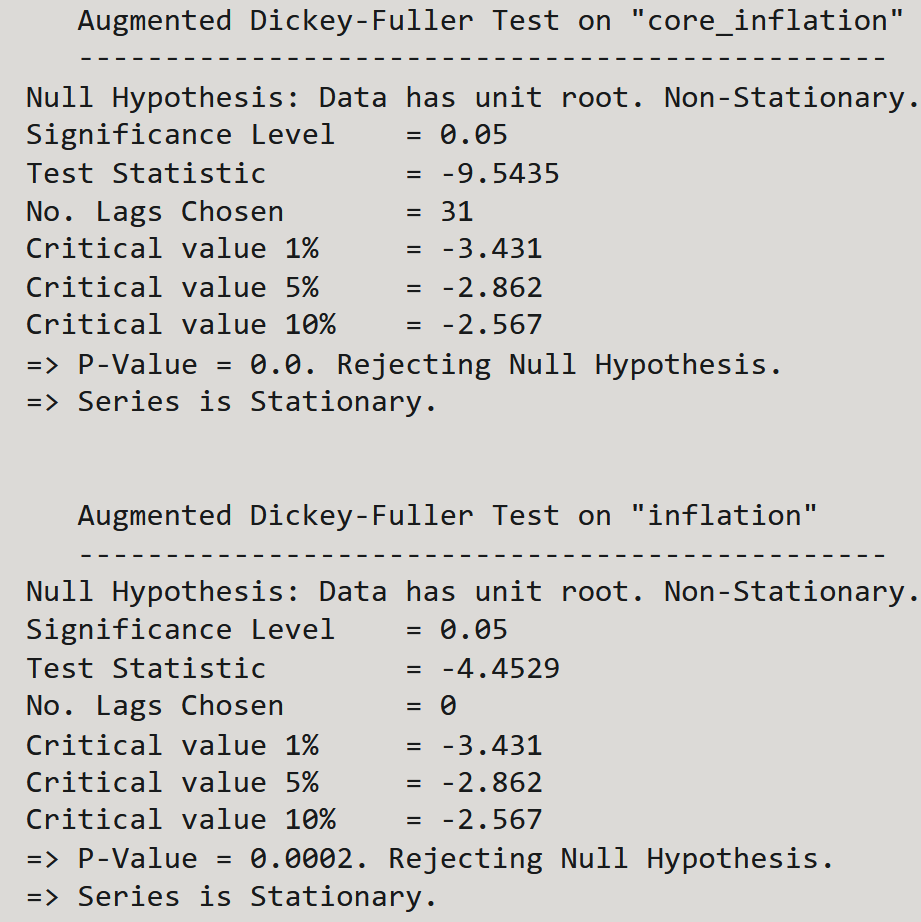 Augmented Dickey-Fuller Test on "core_inflation"
-----------------------------------------------
Null Hypothesis: Data has unit root. Non-Stationary.
Significance Level    = 0.05
Test Statistic        = -9.5435
No. Lags Chosen       = 31
Critical value 1%     = -3.431
Critical value 5%     = -2.862
Critical value 10%    = -2.567
=> P-Value = 0.0. Rejecting Null Hypothesis.
=> Series is Stationary.
Augmented Dickey-Fuller Test on "inflation"
-----------------------------------------------
Null Hypothesis: Data has unit root. Non-Stationary.
Significance Level    = 0.05
Test Statistic        = -4.4529
No. Lags Chosen       = 0
Critical value 1%     = -3.431
Critical value 5%     = -2.862
Critical value 10%    = -2.567
=> P-Value = 0.0002. Rejecting Null Hypothesis.
=> Series is Stationary.